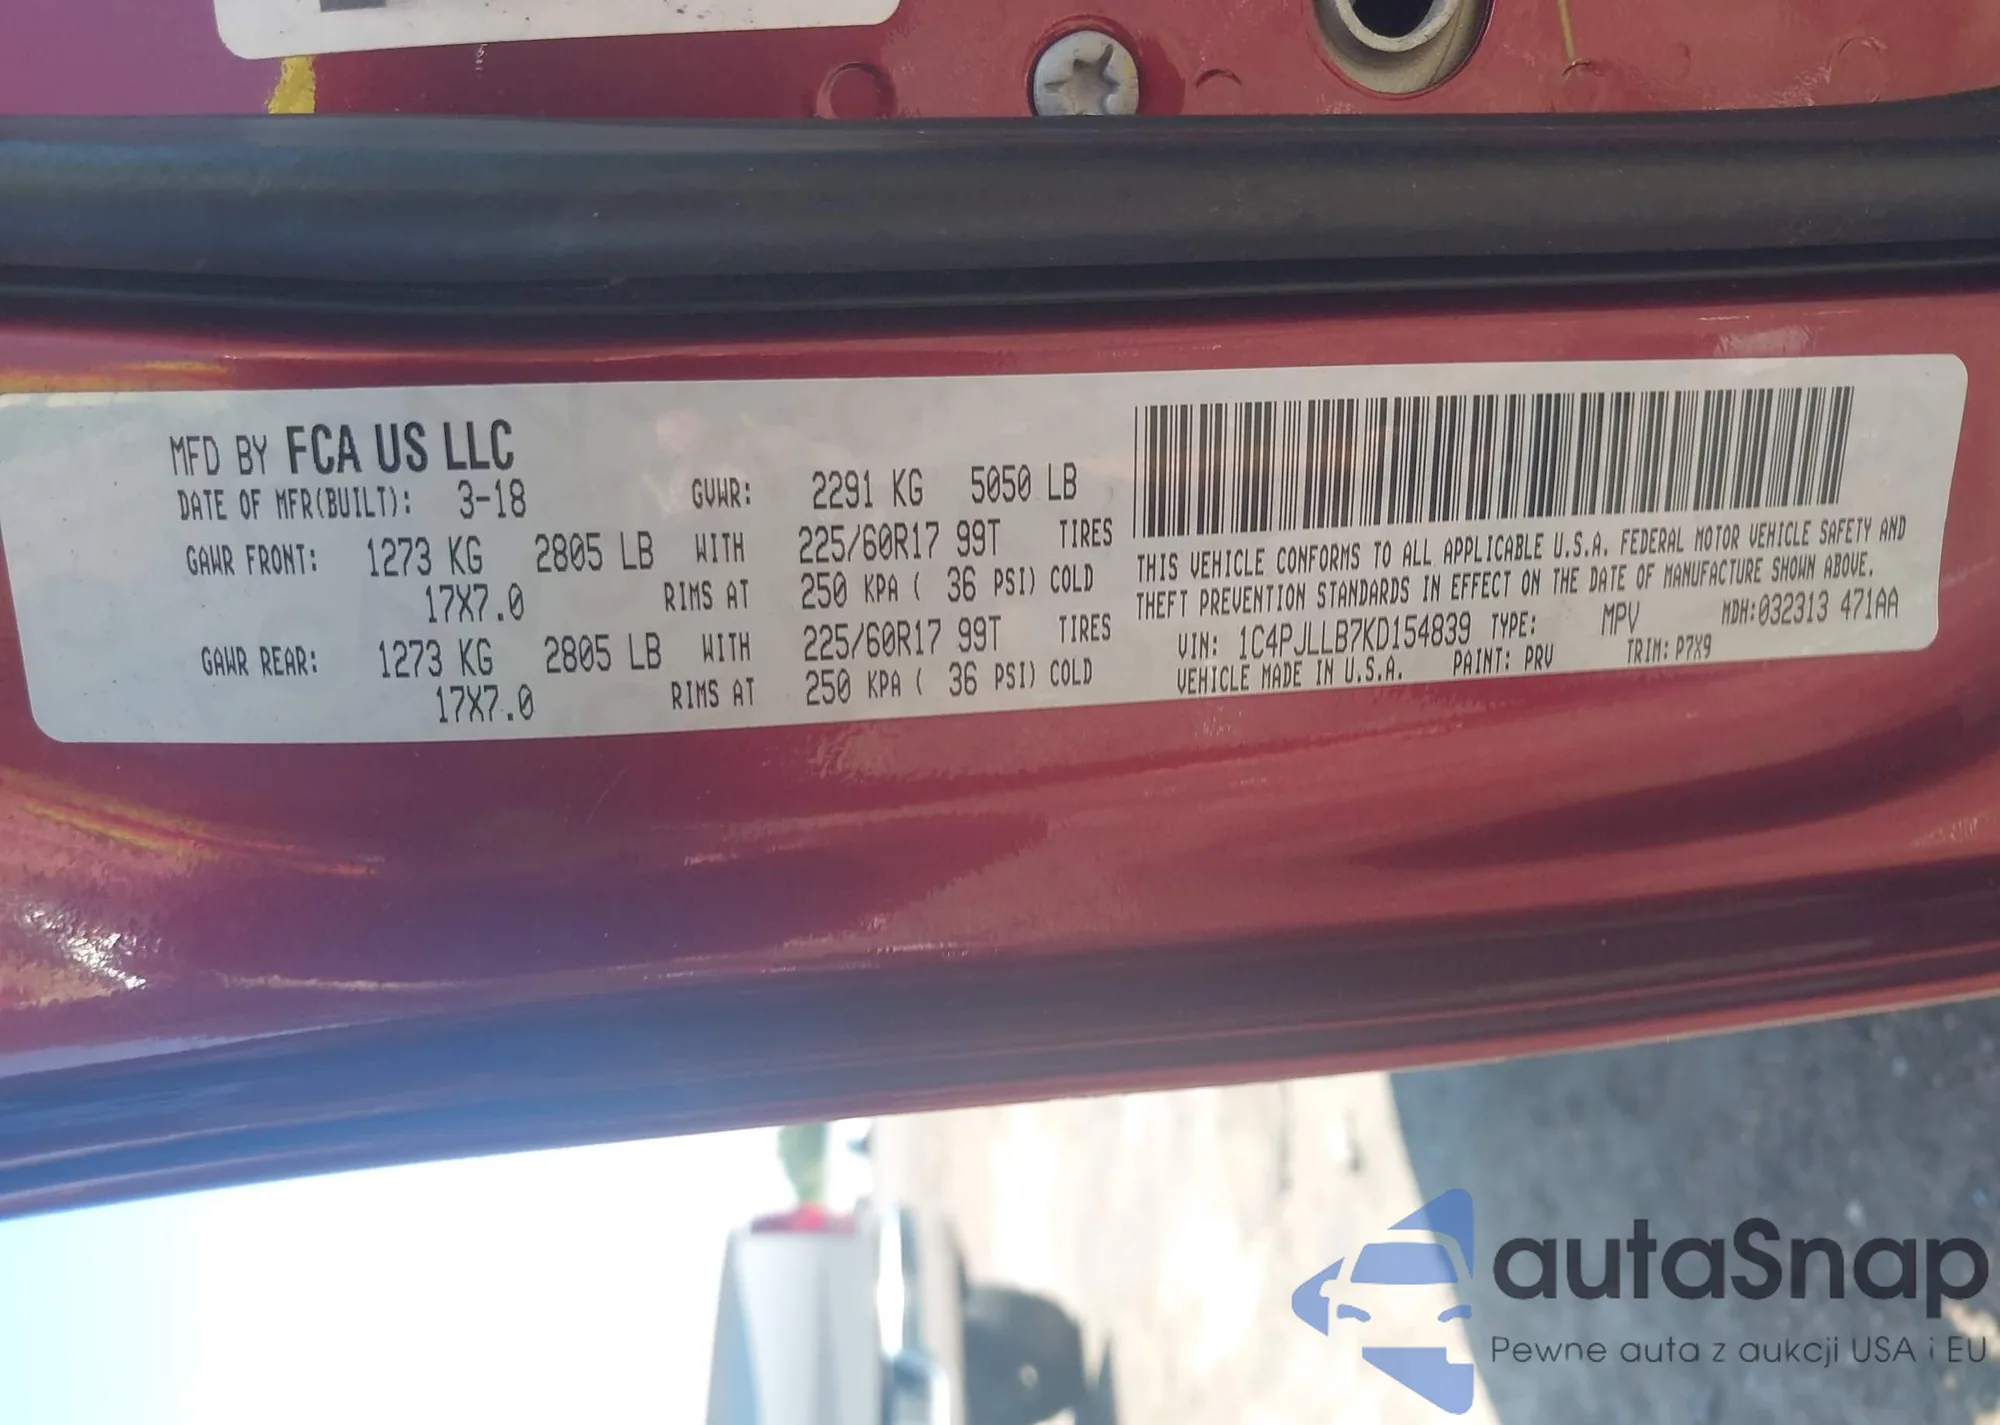 MFD BY FCA US LLC
DATE OF MFR(BUILT): 3-18 GVWR: 2291 KG 5050 LB
GAWR FRONT: 1273 KG 2805 LB WITH 225/60R17 99T TIRES
17X7.0 RIMS AT 250 KPA ( 36 PSI) COLD
GAWR REAR: 1273 KG 2805 LB WITH 225/60R17 99T TIRES
17X7.0 RIMS AT 250 KPA ( 36 PSI) COLD
THIS VEHICLE CONFORMS TO ALL APPLICABLE U.S.A. FEDERAL MOTOR VEHICLE SAFETY AND
THEFT PREVENTION STANDARDS IN EFFECT ON THE DATE OF MANUFACTURE SHOWN ABOVE.
VIN: 1C4PJLLB7KD154839 TYPE: MPV MDH:032313 471AA
VEHICLE MADE IN U.S.A. PAINT: PRV TRIM: P7X9
autaSnap
Pewne auta z aukcji USA i EU